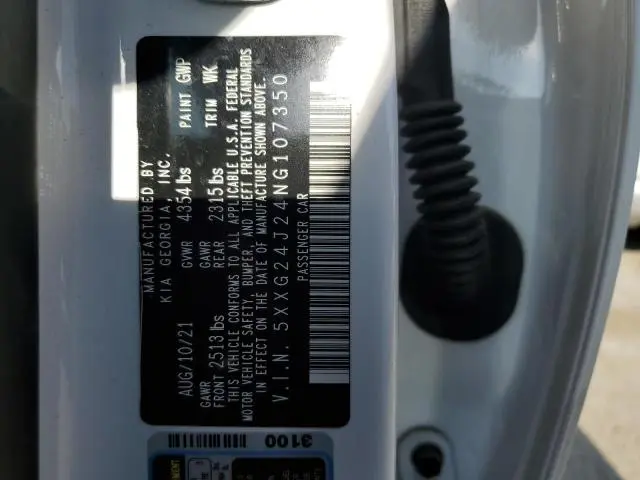 MANUFACTURED BY
KIA GEORGIA, INC.
AUG/10/21 GVWR 4354 lbs PAINT GWP
GAWR FRONT 2513 lbs GAWR REAR 2315 lbs TRIM WK
THIS VEHICLE CONFORMS TO ALL APPLICABLE U.S.A. FEDERAL
MOTOR VEHICLE SAFETY, BUMPER, AND THEFT PREVENTION STANDARDS
IN EFFECT ON THE DATE OF MANUFACTURE SHOWN ABOVE.
V.I.N. 5XXG24J24NG107350
PASSENGER CAR
3100